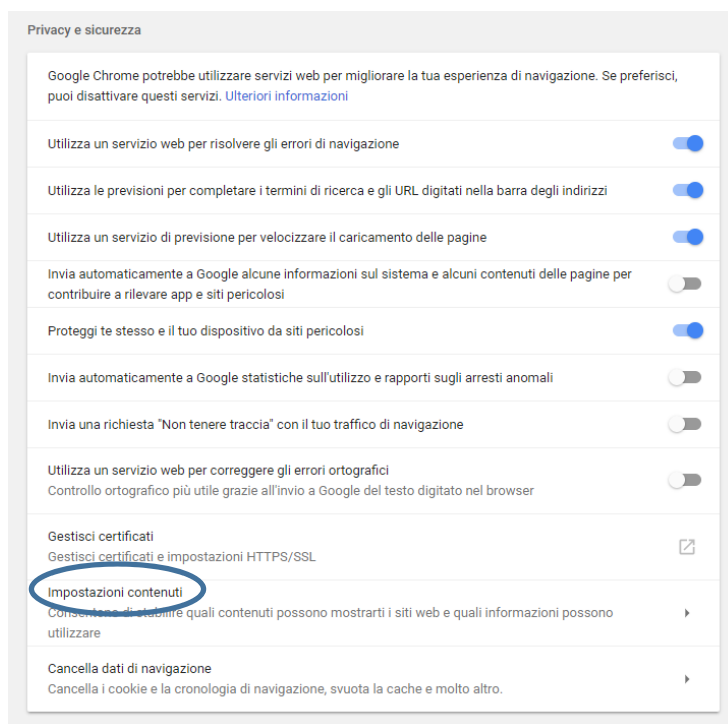 Privacy e sicurezza
Google Chrome potrebbe utilizzare servizi web per migliorare la tua esperienza di navigazione. Se preferisci,
puoi disattivare questi servizi. Ulteriori informazioni
Utilizza un servizio web per risolvere gli errori di navigazione
Utilizza le previsioni per completare i termini di ricerca e gli URL digitati nella barra degli indirizzi
Utilizza un servizio di previsione per velocizzare il caricamento delle pagine
Invia automaticamente a Google alcune informazioni sul sistema e alcuni contenuti delle pagine per
contribuire a rilevare app e siti pericolosi
Proteggi te stesso e il tuo dispositivo da siti pericolosi
Invia automaticamente a Google statistiche sull'utilizzo e rapporti sugli arresti anomali
Invia una richiesta "Non tenere traccia" con il tuo traffico di navigazione
Utilizza un servizio web per correggere gli errori ortografici
Controllo ortografico più utile grazie all'invio a Google del testo digitato nel browser
Gestisci certificati
Gestisci certificati e impostazioni HTTPS/SSL
Impostazioni contenuti
Consentono di stabilire quali contenuti possono mostrarti i siti web e quali informazioni possono
utilizzare
Cancella dati di navigazione
Cancella i cookie e la cronologia di navigazione, svuota la cache e molto altro.